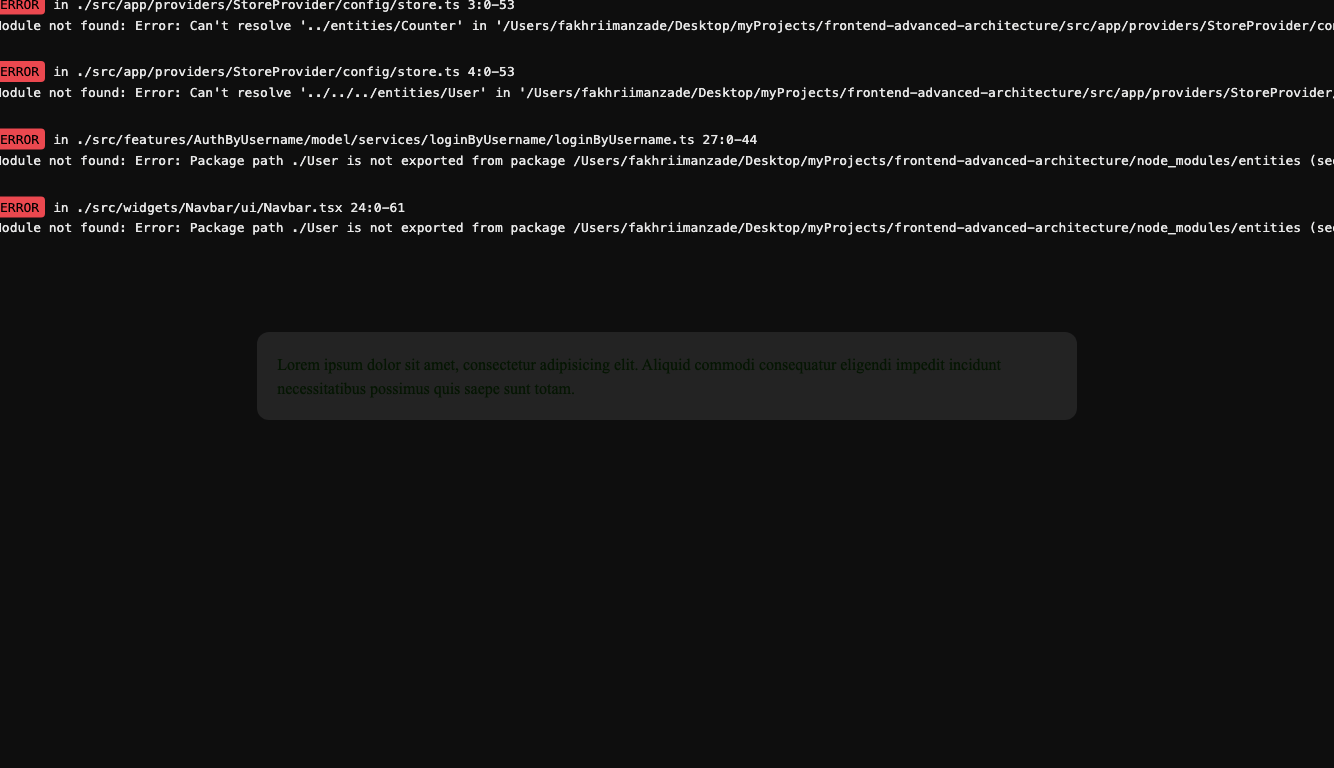 ERROR in ./src/app/providers/StoreProvider/config/store.ts 3:0-53
Module not found: Error: Can't resolve '../entities/Counter' in '/Users/fakhriimanzade/Desktop/myProjects/frontend-advanced-architecture/src/app/providers/StoreProvider/co
ERROR in ./src/app/providers/StoreProvider/config/store.ts 4:0-53
Module not found: Error: Can't resolve '../../../entities/User' in '/Users/fakhriimanzade/Desktop/myProjects/frontend-advanced-architecture/src/app/providers/StoreProvider/
ERROR in ./src/features/AuthByUsername/model/services/loginByUsername/loginByUsername.ts 27:0-44
Module not found: Error: Package path ./User is not exported from package /Users/fakhriimanzade/Desktop/myProjects/frontend-advanced-architecture/node_modules/entities (see
ERROR in ./src/widgets/Navbar/ui/Navbar.tsx 24:0-61
Module not found: Error: Package path ./User is not exported from package /Users/fakhriimanzade/Desktop/myProjects/frontend-advanced-architecture/node_modules/entities (see
Lorem ipsum dolor sit amet, consectetur adipisicing elit. Aliquid commodi consequatur eligendi impedit incidunt
necessitatibus possimus quis saepe sunt totam.